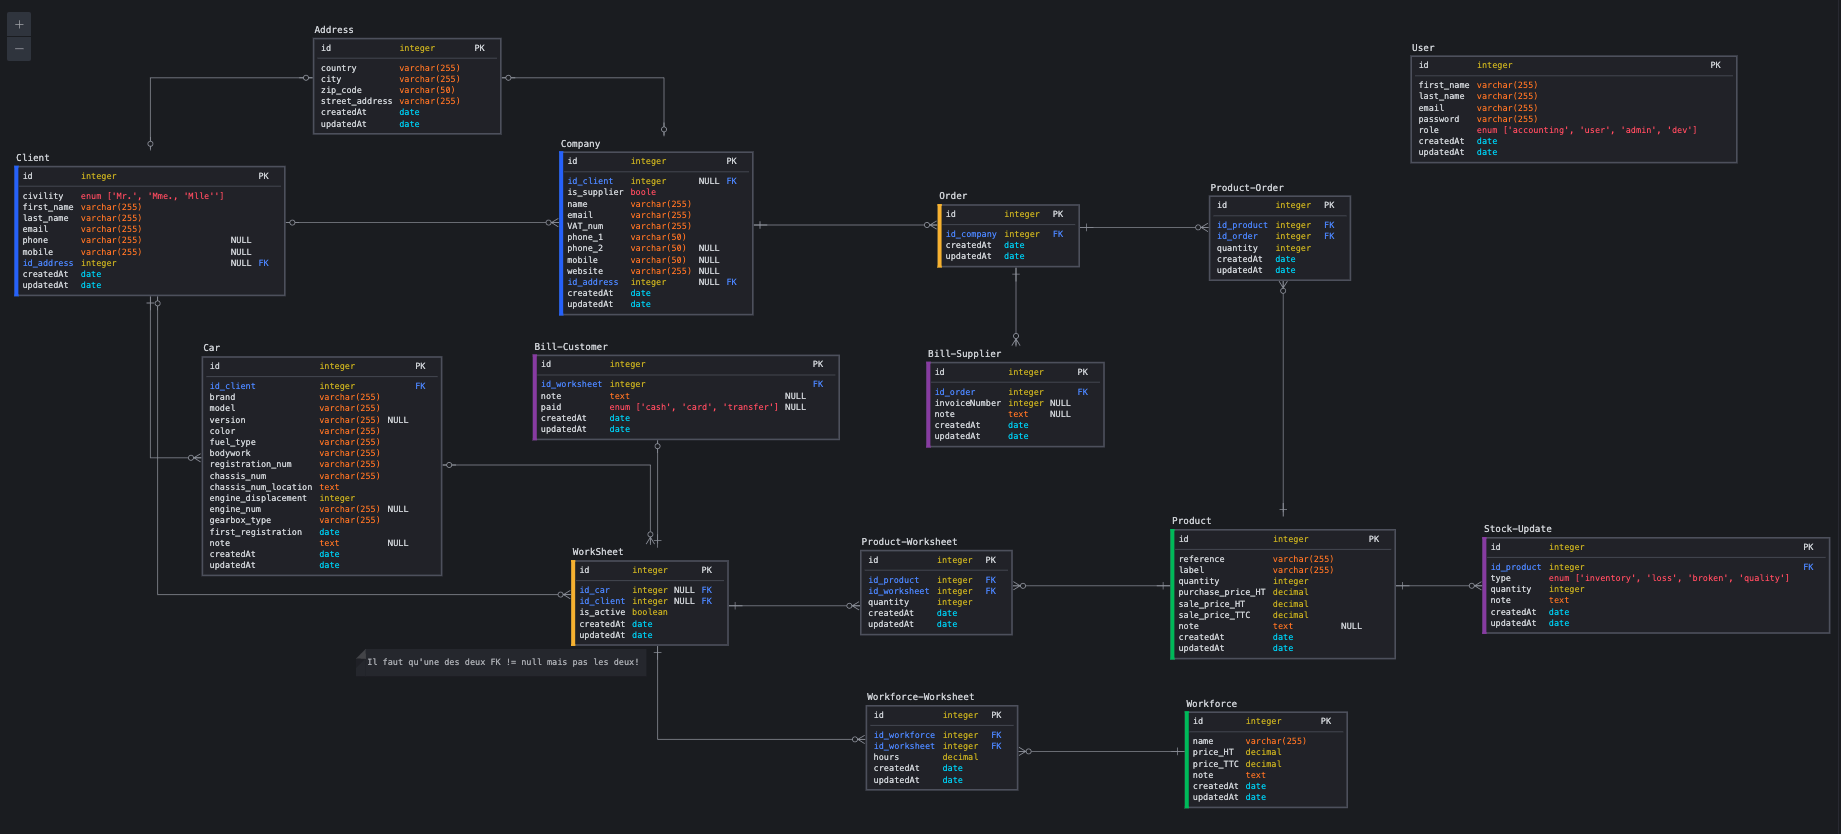 +
−
Address
id integer PK
country varchar(255)
city varchar(255)
zip_code varchar(50)
street_address varchar(255)
createdAt date
updatedAt date
User
id integer PK
first_name varchar(255)
last_name varchar(255)
email varchar(255)
password varchar(255)
role enum ['accounting', 'user', 'admin', 'dev']
createdAt date
updatedAt date
Client
id integer PK
civility enum ['Mr.', 'Mme., 'Mlle'']
first_name varchar(255)
last_name varchar(255)
email varchar(255)
phone varchar(255) NULL
mobile varchar(255) NULL
id_address integer NULL FK
createdAt date
updatedAt date
Company
id integer PK
id_client integer NULL FK
is_supplier boole
name varchar(255)
email varchar(255)
VAT_num varchar(255)
phone_1 varchar(50)
phone_2 varchar(50) NULL
mobile varchar(50) NULL
website varchar(255) NULL
id_address integer NULL FK
createdAt date
updatedAt date
Order
id integer PK
id_company integer FK
createdAt date
updatedAt date
Product-Order
id integer PK
id_product integer FK
id_order integer FK
quantity integer
createdAt date
updatedAt date
Car
id integer PK
id_client integer FK
brand varchar(255)
model varchar(255)
version varchar(255) NULL
color varchar(255)
fuel_type varchar(255)
bodywork varchar(255)
registration_num varchar(255)
chassis_num varchar(255)
chassis_num_location text
engine_displacement integer
engine_num varchar(255) NULL
gearbox_type varchar(255)
first_registration date
note text NULL
createdAt date
updatedAt date
Bill-Customer
id integer PK
id_worksheet integer FK
note text NULL
paid enum ['cash', 'card', 'transfer'] NULL
createdAt date
updatedAt date
Bill-Supplier
id integer PK
id_order integer FK
invoiceNumber integer NULL
note text NULL
createdAt date
updatedAt date
WorkSheet
id integer PK
id_car integer NULL FK
id_client integer NULL FK
is_active boolean
createdAt date
updatedAt date
Il faut qu'une des deux FK != null mais pas les deux!
Product-Worksheet
id integer PK
id_product integer FK
id_worksheet integer FK
quantity integer
createdAt date
updatedAt date
Product
id integer PK
reference varchar(255)
label varchar(255)
quantity integer
purchase_price_HT decimal
sale_price_HT decimal
sale_price_TTC decimal
note text NULL
createdAt date
updatedAt date
Stock-Update
id integer PK
id_product integer FK
type enum ['inventory', 'loss', 'broken', 'quality']
quantity integer
note text
createdAt date
updatedAt date
Workforce-Worksheet
id integer PK
id_workforce integer FK
id_worksheet integer FK
hours decimal
createdAt date
updatedAt date
Workforce
id integer PK
name varchar(255)
price_HT decimal
price_TTC decimal
note text
createdAt date
updatedAt date